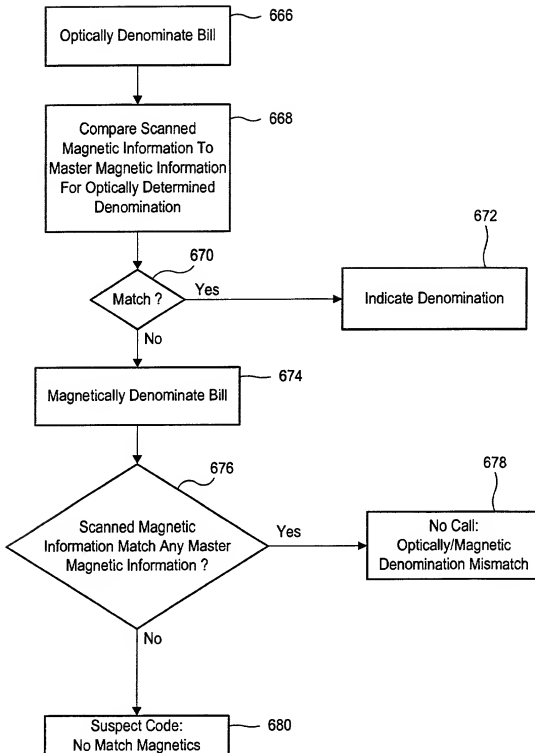 Optically Denominate Bill
666
Compare Scanned
Magnetic Information To
Master Magnetic Information
For Optically Determined
Denomination
668
670
Match ?
Yes
No
672
Indicate Denomination
Magnetically Denominate Bill
674
676
Scanned Magnetic
Information Match Any Master
Magnetic Information ?
Yes
No
678
No Call:
Optically/Magnetic
Denomination Mismatch
Suspect Code:
No Match Magnetics
680